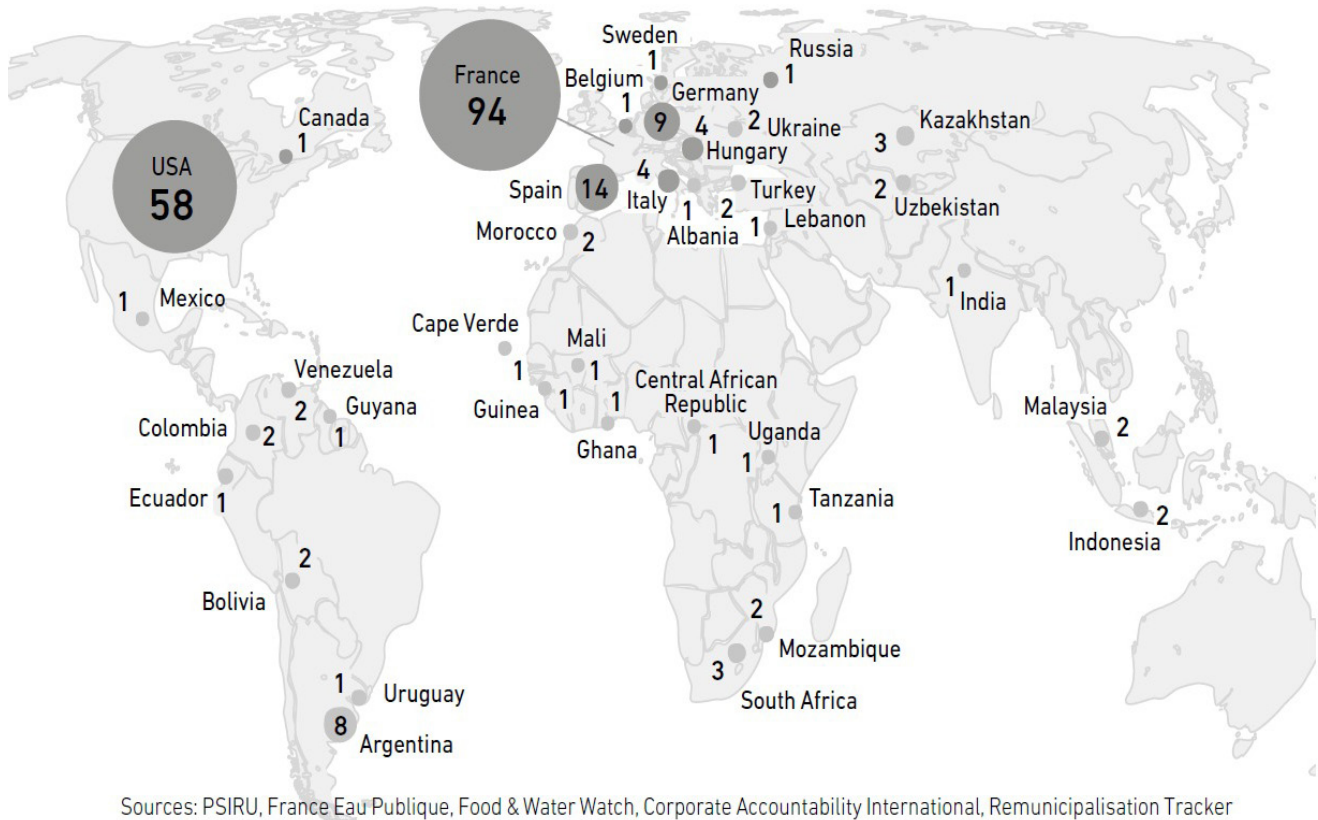 Sweden
1
Russia
1
France
94
Belgium
1
Germany
9
Canada
1
4
Hungary
2
Ukraine
3
Kazakhstan
USA
58
Spain
14
4
Italy
1
Albania
2
Turkey
2
Uzbekistan
1
Lebanon
Morocco
2
1
India
1
Mexico
Cape Verde
1
Mali
1
Venezuela
2
Guyana
1
Guinea
1
1
Ghana
Central African
Republic
1
Uganda
1
Malaysia
2
Colombia
2
Ecuador
1
1
Tanzania
Indonesia
2
2
Bolivia
2
Mozambique
3
South Africa
1
Uruguay
8
Argentina
Sources: PSIRU, France Eau Publique, Food & Water Watch, Corporate Accountability International, Remunicipalisation Tracker